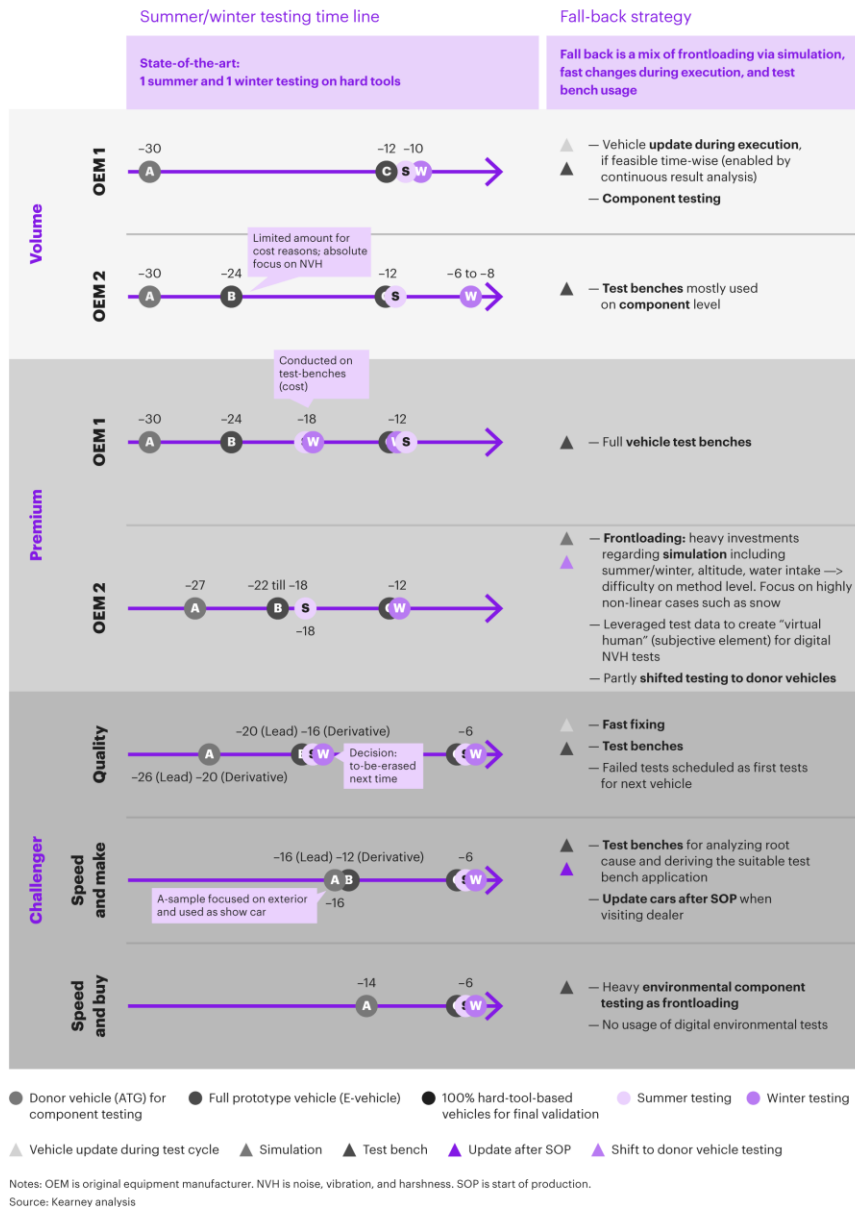 Summer/winter testing time line
Fall-back strategy
State-of-the-art:
1 summer and 1 winter testing on hard tools
Fall back is a mix of frontloading via simulation,
fast changes during execution, and test
bench usage
Volume
OEM 1
–30
–12
–10
A
C
S
W
— Vehicle update during execution,
if feasible time-wise (enabled by
continuous result analysis)
— Component testing
OEM 2
Limited amount for
cost reasons; absolute
focus on NVH
–30
–24
–12
–6 to –8
A
B
C
S
W
— Test benches mostly used
on component level
Premium
OEM 1
Conducted on
test-benches
(cost)
–30
–24
–18
–12
A
B
S
W
W
S
— Full vehicle test benches
OEM 2
–27
–22 till –18
–12
A
B
S
C
W
–18
— Frontloading: heavy investments
regarding simulation including
summer/winter, altitude, water intake —>
difficulty on method level. Focus on highly
non-linear cases such as snow
— Leveraged test data to create “virtual
human” (subjective element) for digital
NVH tests
— Partly shifted testing to donor vehicles
Challenger
Quality
–20 (Lead) –16 (Derivative)
–6
A
B
S
W
C
S
W
–26 (Lead) –20 (Derivative)
Decision:
to-be-erased
next time
— Fast fixing
— Test benches
— Failed tests scheduled as first tests
for next vehicle
Speed
and make
–16 (Lead) –12 (Derivative)
–6
A
B
C
S
W
–16
A-sample focused on exterior
and used as show car
— Test benches for analyzing root
cause and deriving the suitable test
bench application
— Update cars after SOP when
visiting dealer
Speed
and buy
–14
–6
A
C
S
W
— Heavy environmental component
testing as frontloading
— No usage of digital environmental tests
Donor vehicle (ATG) for
component testing
Full prototype vehicle (E-vehicle)
100% hard-tool-based
vehicles for final validation
Summer testing
Winter testing
Vehicle update during test cycle
Simulation
Test bench
Update after SOP
Shift to donor vehicle testing
Notes: OEM is original equipment manufacturer. NVH is noise, vibration, and harshness. SOP is start of production.
Source: Kearney analysis